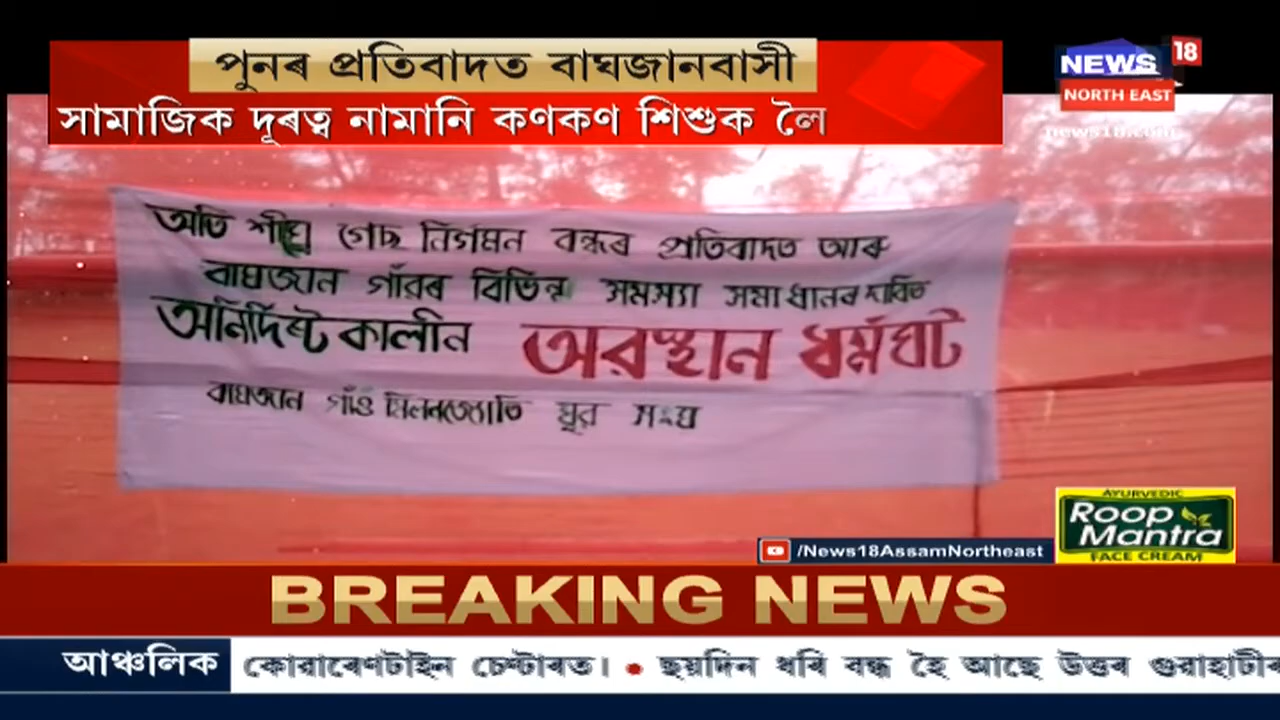 পুনৰ প্ৰতিবাদত বাঘজানবাসী
সামাজিক দূৰত্ব নামানি কণকণ শিশুক লৈ
NEWS 18
NORTH EAST
news18.com
অতি শীঘ্ৰে গেছ নিৰ্গমন বন্ধৰ প্ৰতিবাদত আৰু
বাঘজান গাঁৱৰ বিভিন্ন সমস্যা সমাধানৰ দাবিত
অনিৰ্দিষ্ট কালীন অৱস্থান ধৰ্মঘট
বাঘজান গাঁও মিলনজ্যোতি যুৱ সংঘ
AYURVEDIC
Roop Mantra
FACE CREAM
/News18AssamNortheast
BREAKING NEWS
আঞ্চলিক কোৱাৰেণটাইন চেণ্টাৰত। • ছয়দিন ধৰি বন্ধ হৈ আছে উত্তৰ গুৱাহাটীৰ